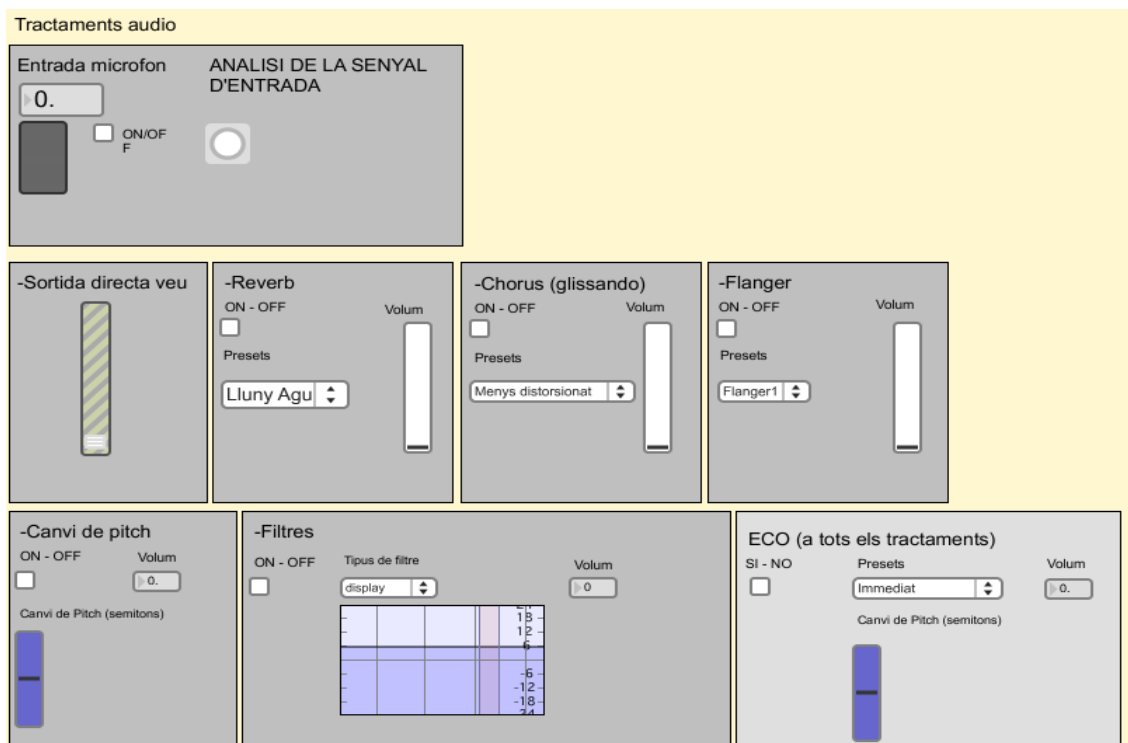 Tractaments audio
Entrada microfon
ANALISI DE LA SENYAL
D'ENTRADA
0.
ON/OF
F
-Sortida directa veu
-Reverb
ON - OFF
Volum
Presets
Lluny Agu
-Chorus (glissando)
ON - OFF
Volum
Presets
Menys distorsionat
-Flanger
ON - OFF
Volum
Presets
Flanger1
-Canvi de pitch
ON - OFF
Volum
0.
Canvi de Pitch (semitons)
-Filtres
ON - OFF
Tipus de filtre
Volum
display
0
18
12
6
-6
-12
-18
ECO (a tots els tractaments)
SI - NO
Presets
Volum
Immediat
0.
Canvi de Pitch (semitons)